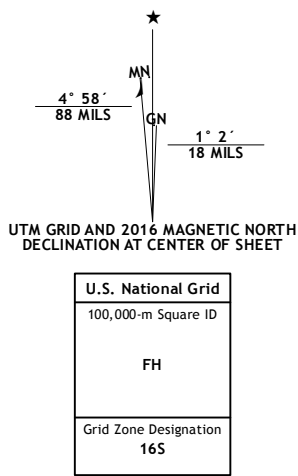 MN
4° 58´
88 MILS
GN
1° 2´
18 MILS
UTM GRID AND 2016 MAGNETIC NORTH
DECLINATION AT CENTER OF SHEET
U.S. National Grid
100,000-m Square ID
FH
Grid Zone Designation
16S